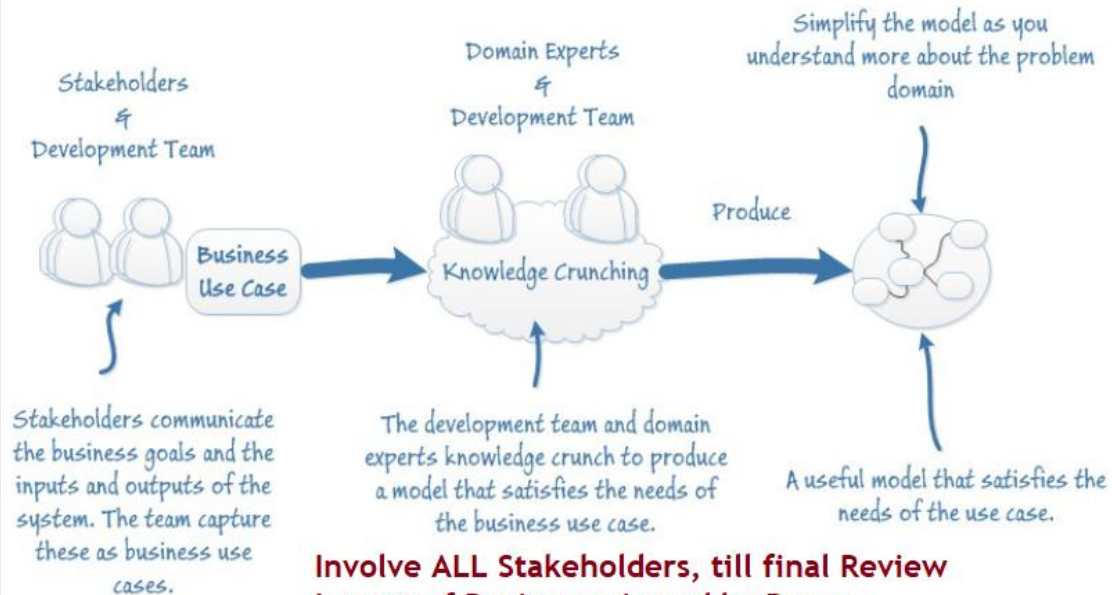 Stakeholders
&
Development Team
Business
Use Case
Stakeholders communicate
the business goals and the
inputs and outputs of the
system. The team capture
these as business use
cases.
Domain Experts
&
Development Team
Knowledge Crunching
The development team and domain
experts knowledge crunch to produce
a model that satisfies the needs of
the business use case.
Produce
Simplify the model as you
understand more about the problem
domain
A useful model that satisfies the
needs of the use case.
Involve ALL Stakeholders, till final Review